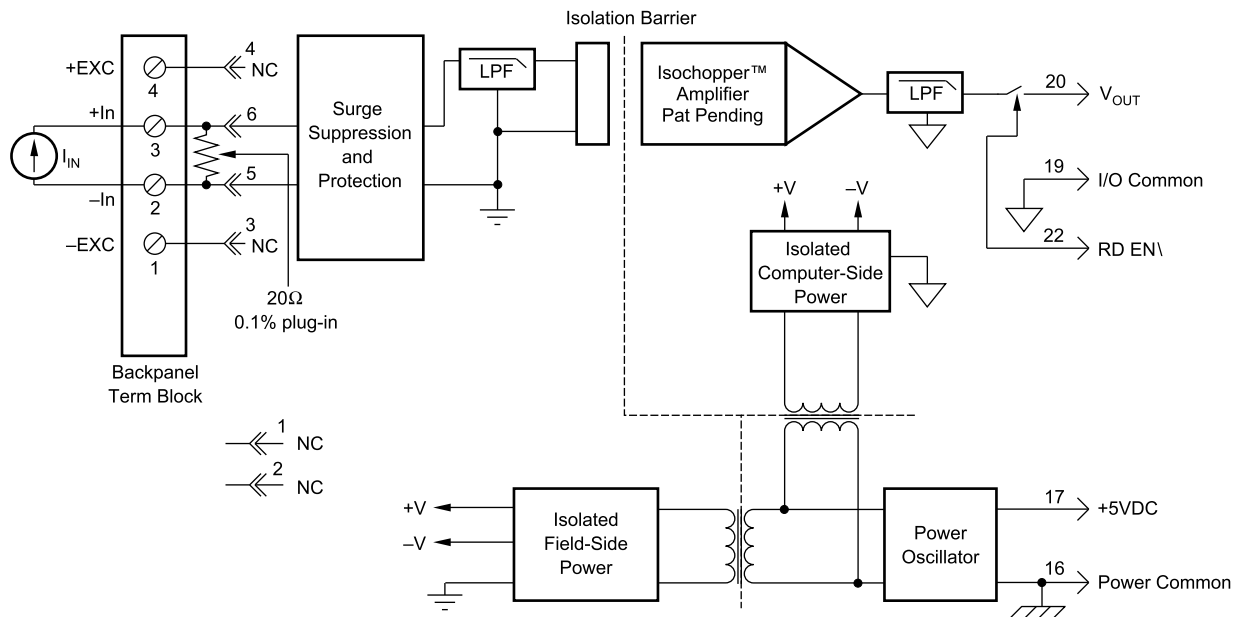 Isolation Barrier
+EXC
4
4
NC
+In
3
6
I_IN
–In
2
5
–EXC
1
3
NC
20Ω
0.1% plug-in
Backpanel
Term Block
Surge
Suppression
and
Protection
LPF
Isochopper™
Amplifier
Pat Pending
LPF
20
V_OUT
19
I/O Common
22
RD EN\
+V
–V
Isolated
Computer-Side
Power
1
NC
2
NC
+V
–V
Isolated
Field-Side
Power
Power
Oscillator
17
+5VDC
16
Power Common